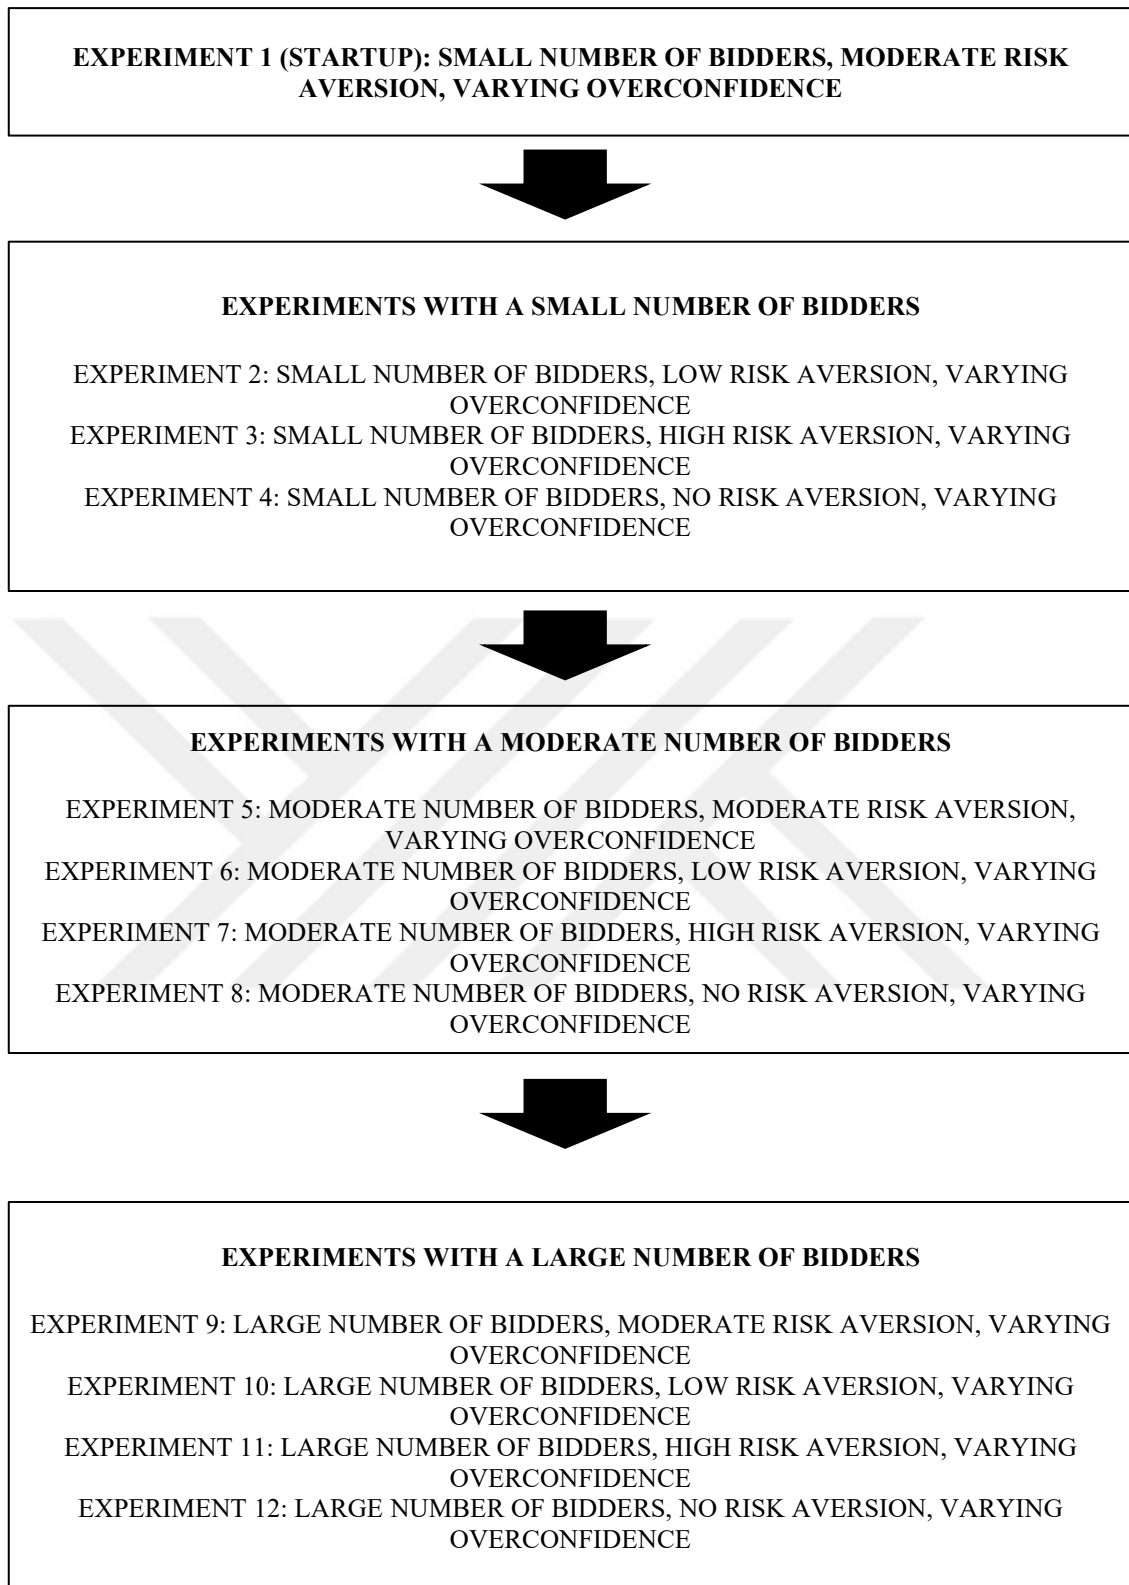 EXPERIMENT 1 (STARTUP): SMALL NUMBER OF BIDDERS, MODERATE RISK
AVERSION, VARYING OVERCONFIDENCE
EXPERIMENTS WITH A SMALL NUMBER OF BIDDERS
EXPERIMENT 2: SMALL NUMBER OF BIDDERS, LOW RISK AVERSION, VARYING
OVERCONFIDENCE
EXPERIMENT 3: SMALL NUMBER OF BIDDERS, HIGH RISK AVERSION, VARYING
OVERCONFIDENCE
EXPERIMENT 4: SMALL NUMBER OF BIDDERS, NO RISK AVERSION, VARYING
OVERCONFIDENCE
EXPERIMENTS WITH A MODERATE NUMBER OF BIDDERS
EXPERIMENT 5: MODERATE NUMBER OF BIDDERS, MODERATE RISK AVERSION,
VARYING OVERCONFIDENCE
EXPERIMENT 6: MODERATE NUMBER OF BIDDERS, LOW RISK AVERSION, VARYING
OVERCONFIDENCE
EXPERIMENT 7: MODERATE NUMBER OF BIDDERS, HIGH RISK AVERSION, VARYING
OVERCONFIDENCE
EXPERIMENT 8: MODERATE NUMBER OF BIDDERS, NO RISK AVERSION, VARYING
OVERCONFIDENCE
EXPERIMENTS WITH A LARGE NUMBER OF BIDDERS
EXPERIMENT 9: LARGE NUMBER OF BIDDERS, MODERATE RISK AVERSION, VARYING
OVERCONFIDENCE
EXPERIMENT 10: LARGE NUMBER OF BIDDERS, LOW RISK AVERSION, VARYING
OVERCONFIDENCE
EXPERIMENT 11: LARGE NUMBER OF BIDDERS, HIGH RISK AVERSION, VARYING
OVERCONFIDENCE
EXPERIMENT 12: LARGE NUMBER OF BIDDERS, NO RISK AVERSION, VARYING
OVERCONFIDENCE